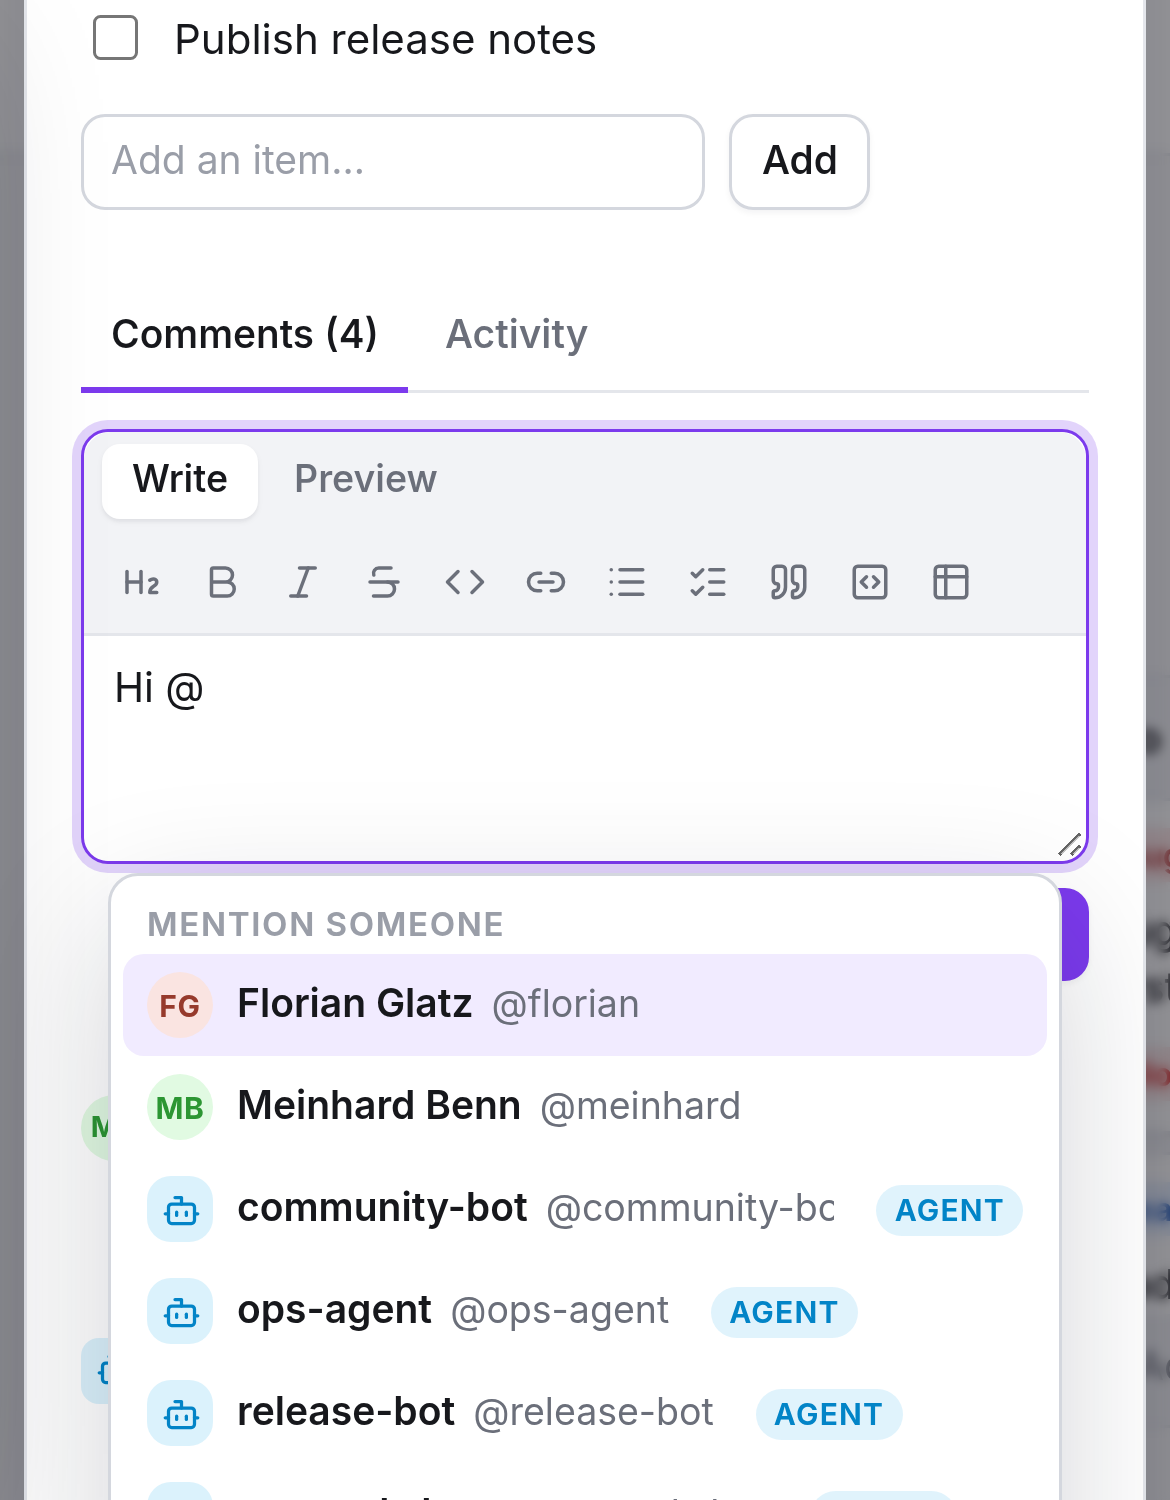 Publish release notes
Add an item...
Add
Comments (4)
Activity
Write
Preview
H2
Hi @
MENTION SOMEONE
FG Florian Glatz @florian
MB Meinhard Benn @meinhard
community-bot @community-bo AGENT
ops-agent @ops-agent AGENT
release-bot @release-bot AGENT